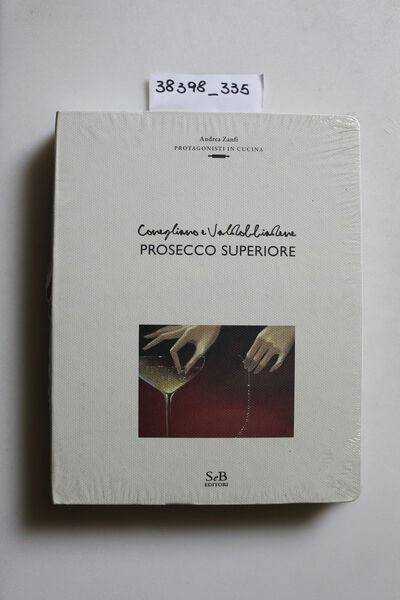 38398_335
Andrea Zanfi
PROTAGONISTI IN CUCINA
Conegliano e Valdobbiadene
PROSECCO SUPERIORE
SeB
EDITORI